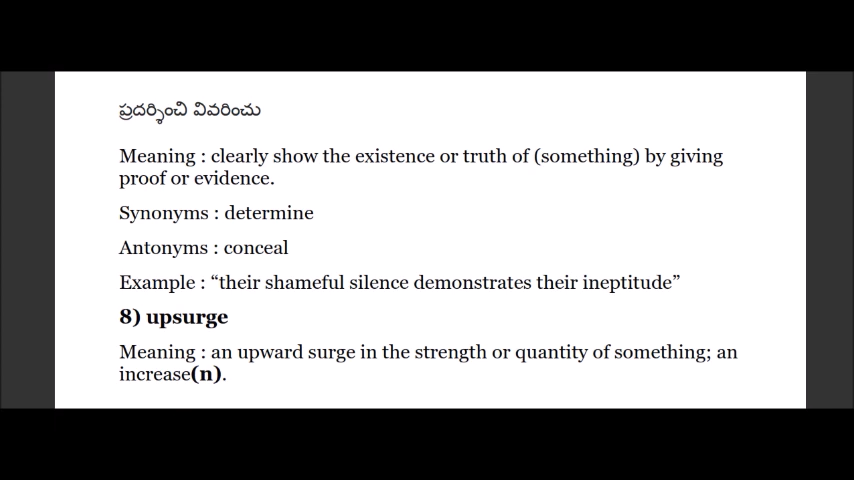 ప్రదర్శించి వివరించు
Meaning : clearly show the existence or truth of (something) by giving
proof or evidence.
Synonyms : determine
Antonyms : conceal
Example : “their shameful silence demonstrates their ineptitude”
8) upsurge
Meaning : an upward surge in the strength or quantity of something; an
increase(n).